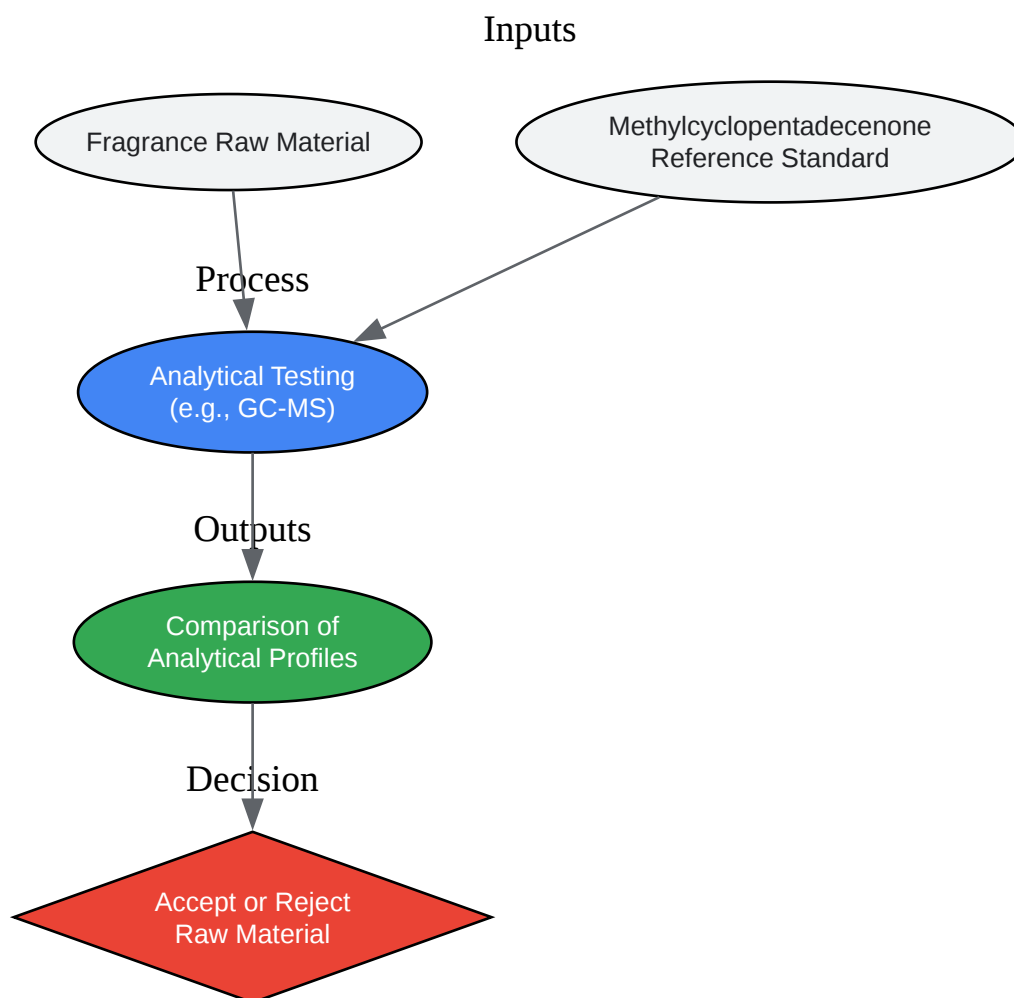 Inputs
Fragrance Raw Material
Methylcyclopentadecenone
Reference Standard
Process
Analytical Testing
(e.g., GC-MS)
Outputs
Comparison of
Analytical Profiles
Decision
Accept or Reject
Raw Material